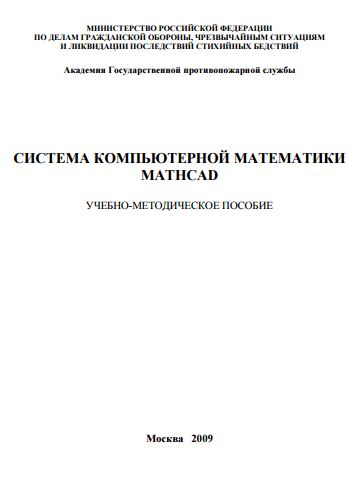 МИНИСТЕРСТВО РОССИЙСКОЙ ФЕДЕРАЦИИ
ПО ДЕЛАМ ГРАЖДАНСКОЙ ОБОРОНЫ, ЧРЕЗВЫЧАЙНЫМ СИТУАЦИЯМ
И ЛИКВИДАЦИИ ПОСЛЕДСТВИЙ СТИХИЙНЫХ БЕДСТВИЙ
Академия Государственной противопожарной службы
СИСТЕМА КОМПЬЮТЕРНОЙ МАТЕМАТИКИ
MATHCAD
УЧЕБНО-МЕТОДИЧЕСКОЕ ПОСОБИЕ
Москва 2009